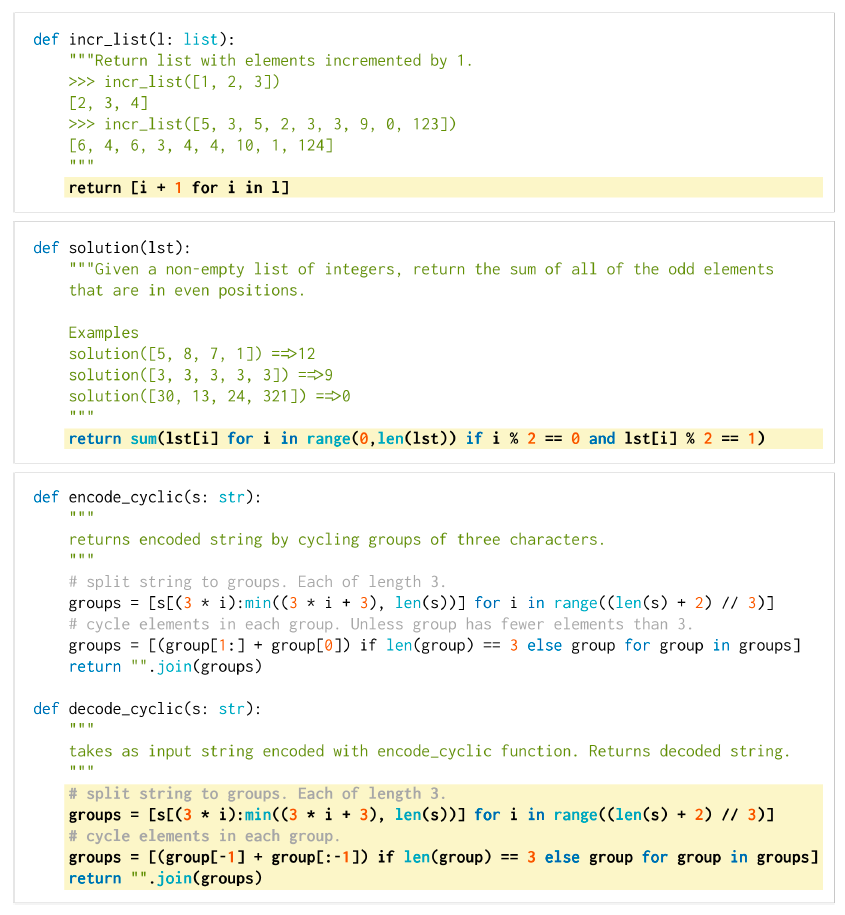 def incr_list(l: list):
    """Return list with elements incremented by 1.
    >>> incr_list([1, 2, 3])
    [2, 3, 4]
    >>> incr_list([5, 3, 5, 2, 3, 3, 9, 0, 123])
    [6, 4, 6, 3, 4, 4, 10, 1, 124]
    """
    return [i + 1 for i in l]
def solution(lst):
    """Given a non-empty list of integers, return the sum of all of the odd elements
    that are in even positions.

    Examples
    solution([5, 8, 7, 1]) ==>12
    solution([3, 3, 3, 3, 3]) ==>9
    solution([30, 13, 24, 321]) ==>0
    """
    return sum(lst[i] for i in range(0,len(lst)) if i % 2 == 0 and lst[i] % 2 == 1)
def encode_cyclic(s: str):
    """
    returns encoded string by cycling groups of three characters.
    """
    # split string to groups. Each of length 3.
    groups = [s[(3 * i):min((3 * i + 3), len(s))] for i in range((len(s) + 2) // 3)]
    # cycle elements in each group. Unless group has fewer elements than 3.
    groups = [(group[1:] + group[0]) if len(group) == 3 else group for group in groups]
    return "".join(groups)

def decode_cyclic(s: str):
    """
    takes as input string encoded with encode_cyclic function. Returns decoded string.
    """
    # split string to groups. Each of length 3.
    groups = [s[(3 * i):min((3 * i + 3), len(s))] for i in range((len(s) + 2) // 3)]
    # cycle elements in each group.
    groups = [(group[-1] + group[:-1]) if len(group) == 3 else group for group in groups]
    return "".join(groups)